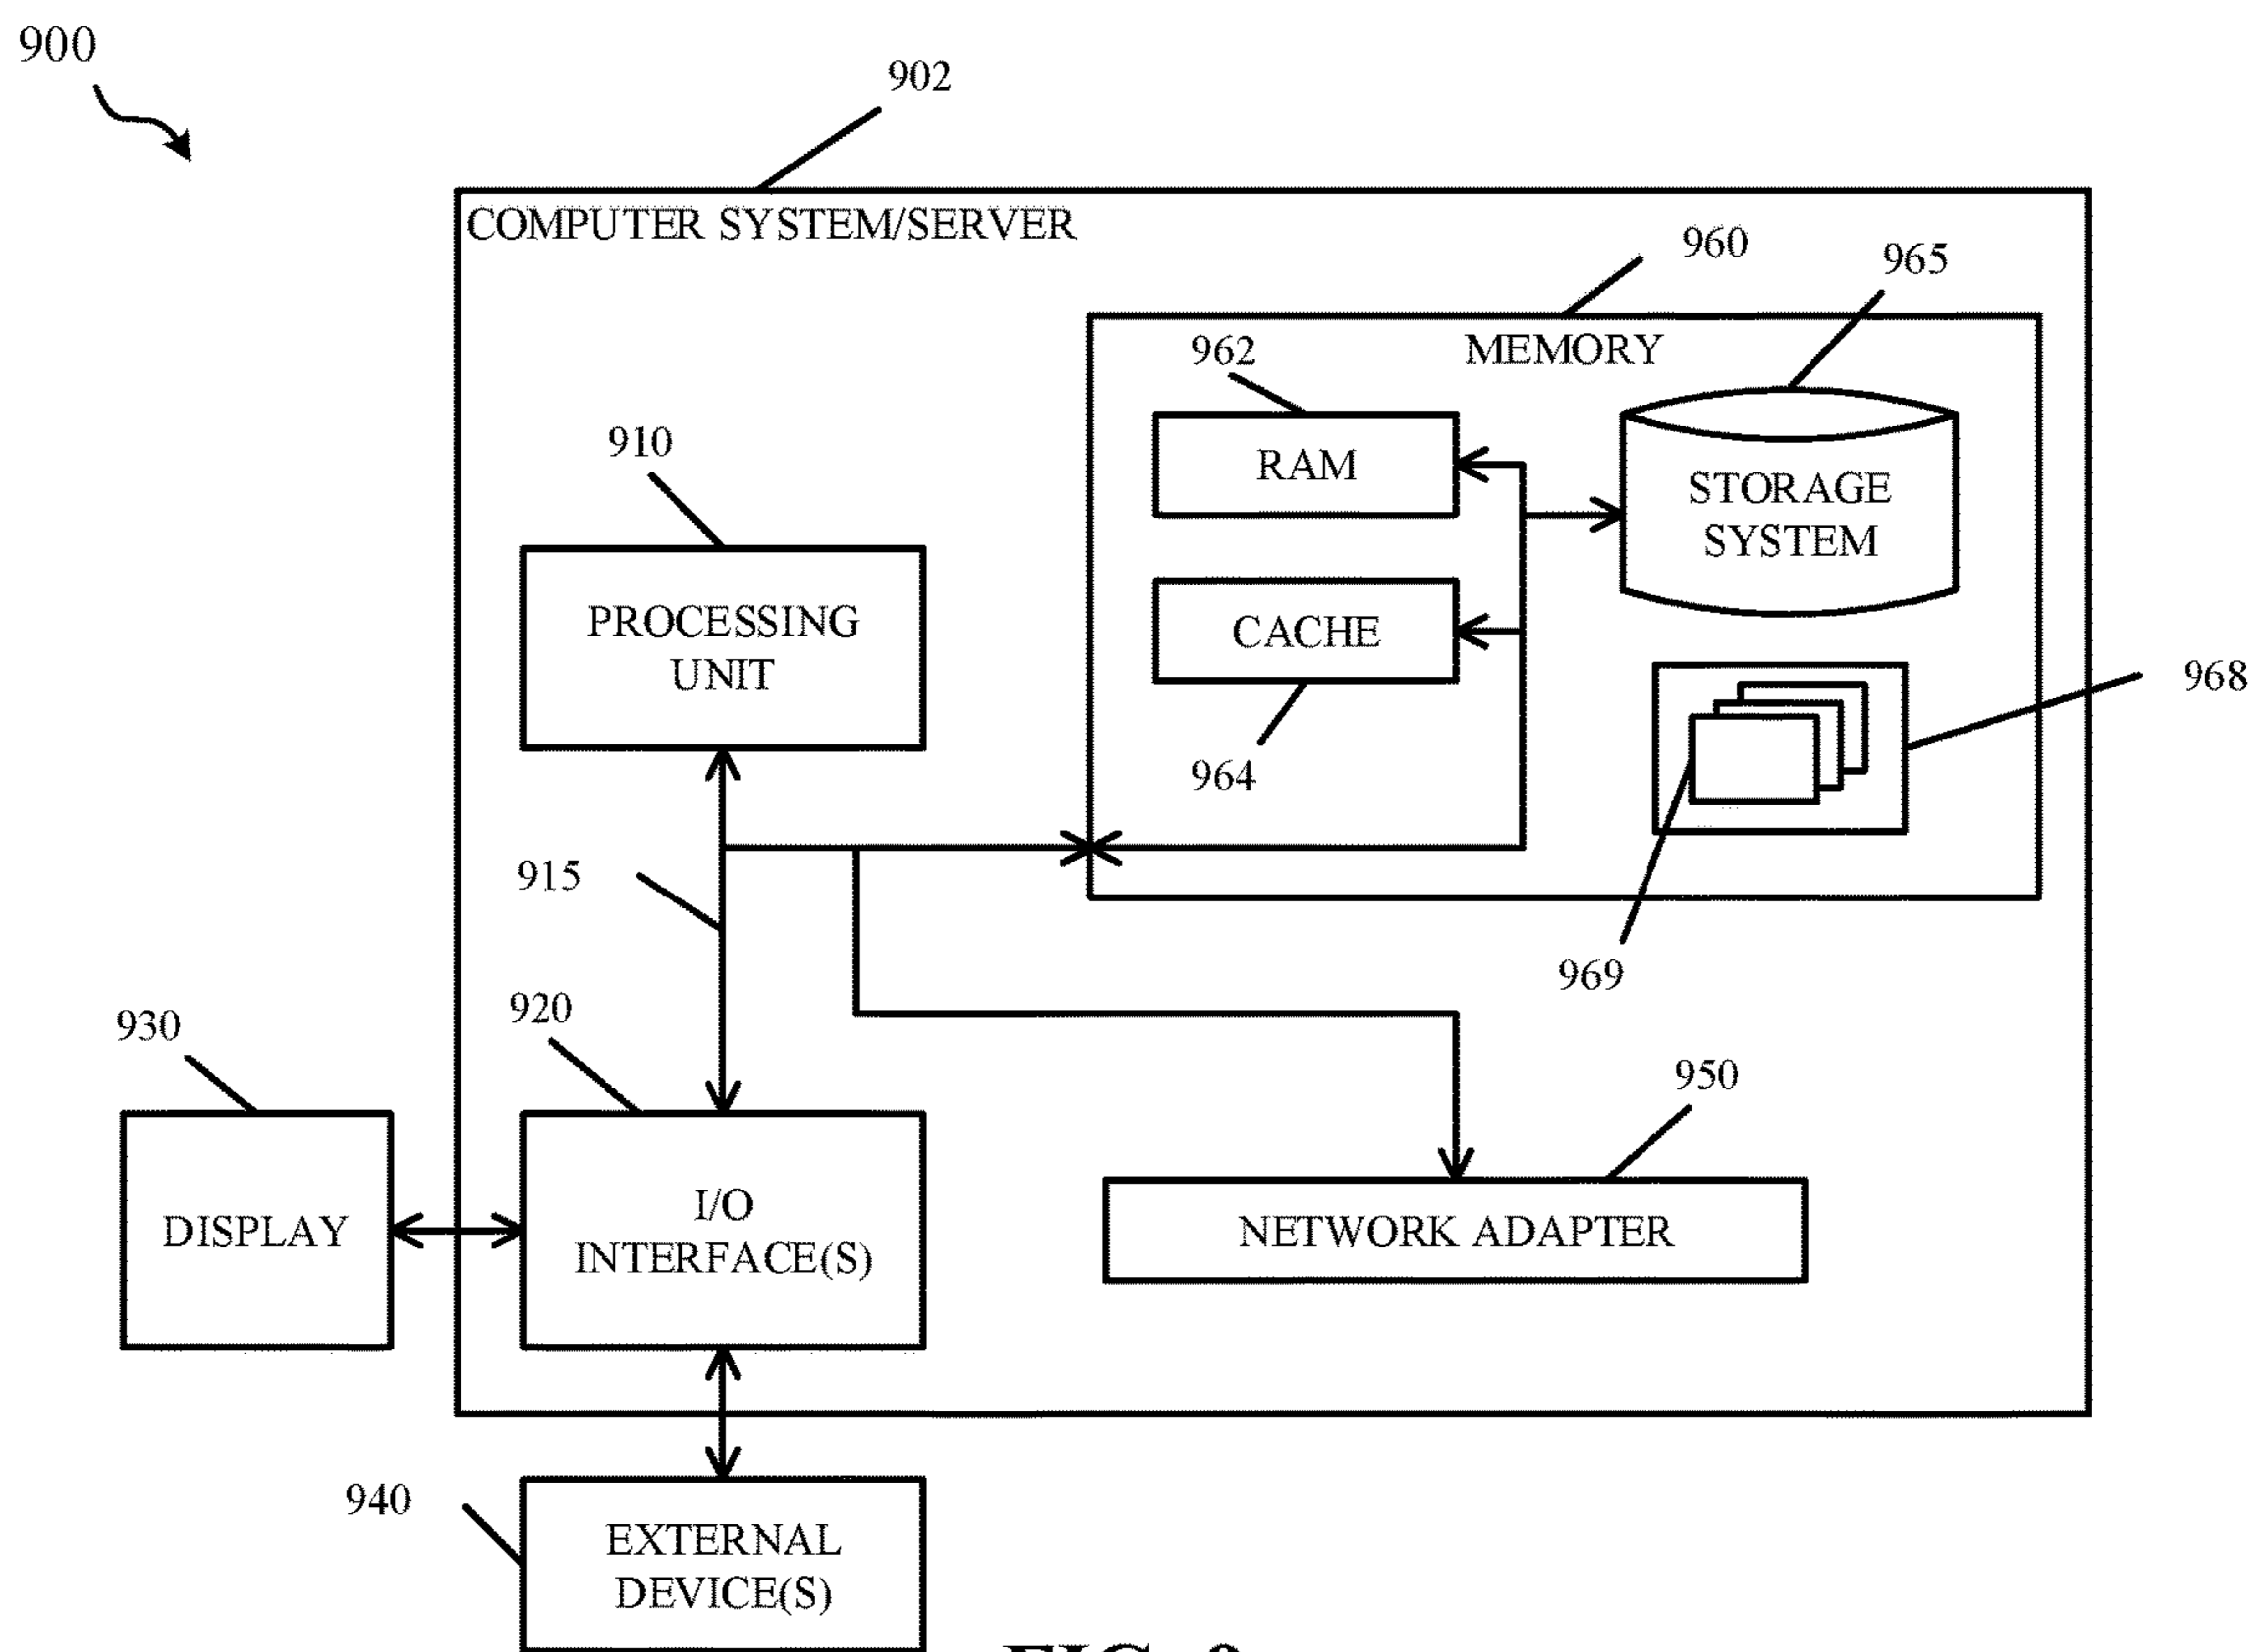 900
902
COMPUTER SYSTEM/SERVER
960
965
MEMORY
962
RAM
STORAGE
SYSTEM
910
PROCESSING
UNIT
CACHE
964
968
969
915
920
930
950
DISPLAY
I/O
INTERFACE(S)
NETWORK ADAPTER
940
EXTERNAL
DEVICE(S)